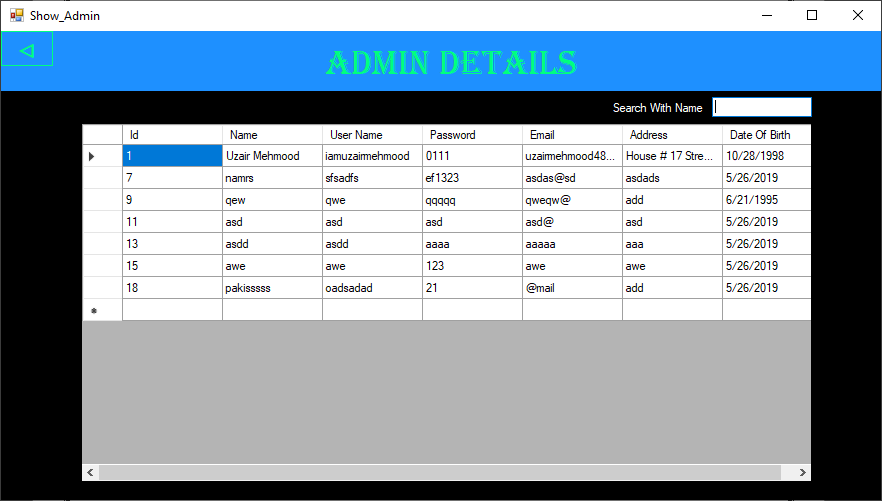 Show_Admin
ADMIN DETAILS
Search With Name
Id Name User Name Password Email Address Date Of Birth
1 Uzair Mehmood iamuzairmehmood 0111 uzairmehmood48... House # 17 Stre... 10/28/1998
7 namrs sfsadfs ef1323 asdas@sd asdads 5/26/2019
9 qew qwe qqqqq qweqw@ add 6/21/1995
11 asd asd asd asd@ asd 5/26/2019
13 asdd asdd aaaa aaaaa aaa 5/26/2019
15 awe awe 123 awe awe 5/26/2019
18 pakisssss oadsadad 21 @mail add 5/26/2019